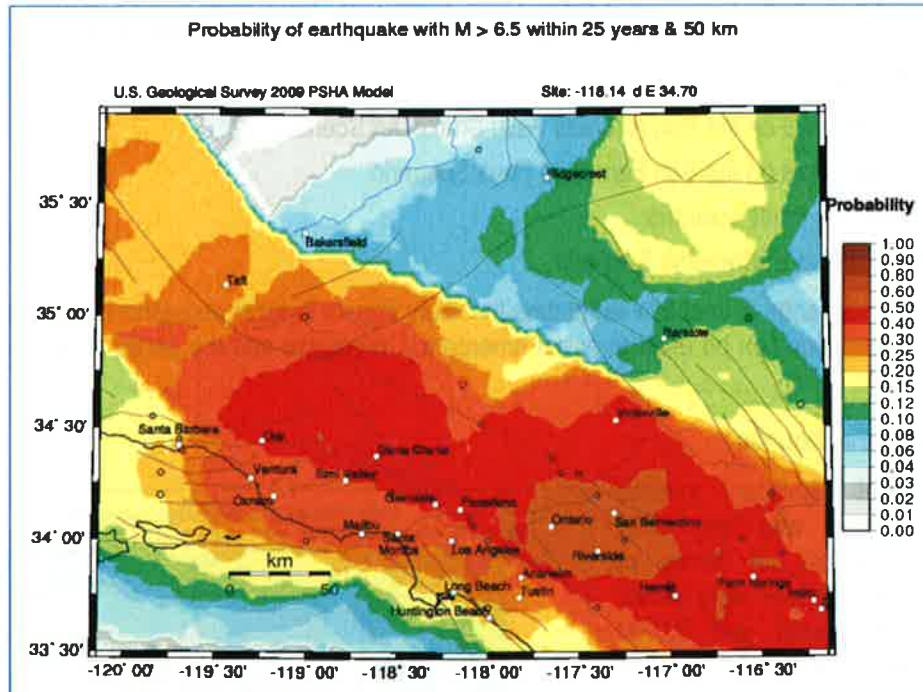 Probability of earthquake with M > 6.5 within 25 years & 50 km
U.S. Geological Survey 2009 PSHA Model
Site: -118.14 d E 34.70
Ridgecrest
35˚ 30'
Probability
Bakersfield
1.00
0.90
0.80
0.70
0.60
0.50
0.40
0.30
0.25
0.20
0.15
0.12
0.10
0.08
0.06
0.04
0.03
0.02
0.01
0.00
Taft
35˚ 00'
Barstow
34˚ 30'
Victorville
Santa Barbara
Ojai
Santa Clarita
Ventura
Simi Valley
Oxnard
Glendale
Pasadena
Ontario
San Bernardino
34˚ 00'
Malibu
Santa Monica
Los Angeles
Riverside
km
0
50
Anaheim
Long Beach
Tustin
Hemet
Palm Springs
Indio
Huntington Beach
33˚ 30'
-120˚ 00'
-119˚ 30'
-119˚ 00'
-118˚ 30'
-118˚ 00'
-117˚ 30'
-117˚ 00'
-116˚ 30'